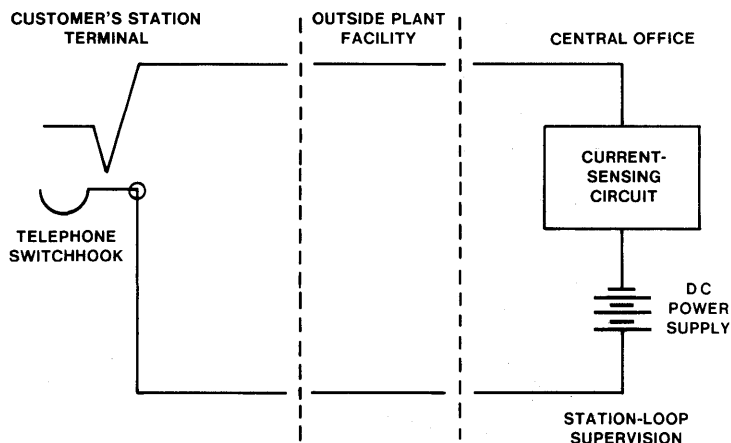 CUSTOMER'S STATION
TERMINAL
OUTSIDE PLANT
FACILITY
CENTRAL OFFICE
CURRENT-
SENSING
CIRCUIT
TELEPHONE
SWITCHHOOK
DC
POWER
SUPPLY
STATION-LOOP
SUPERVISION